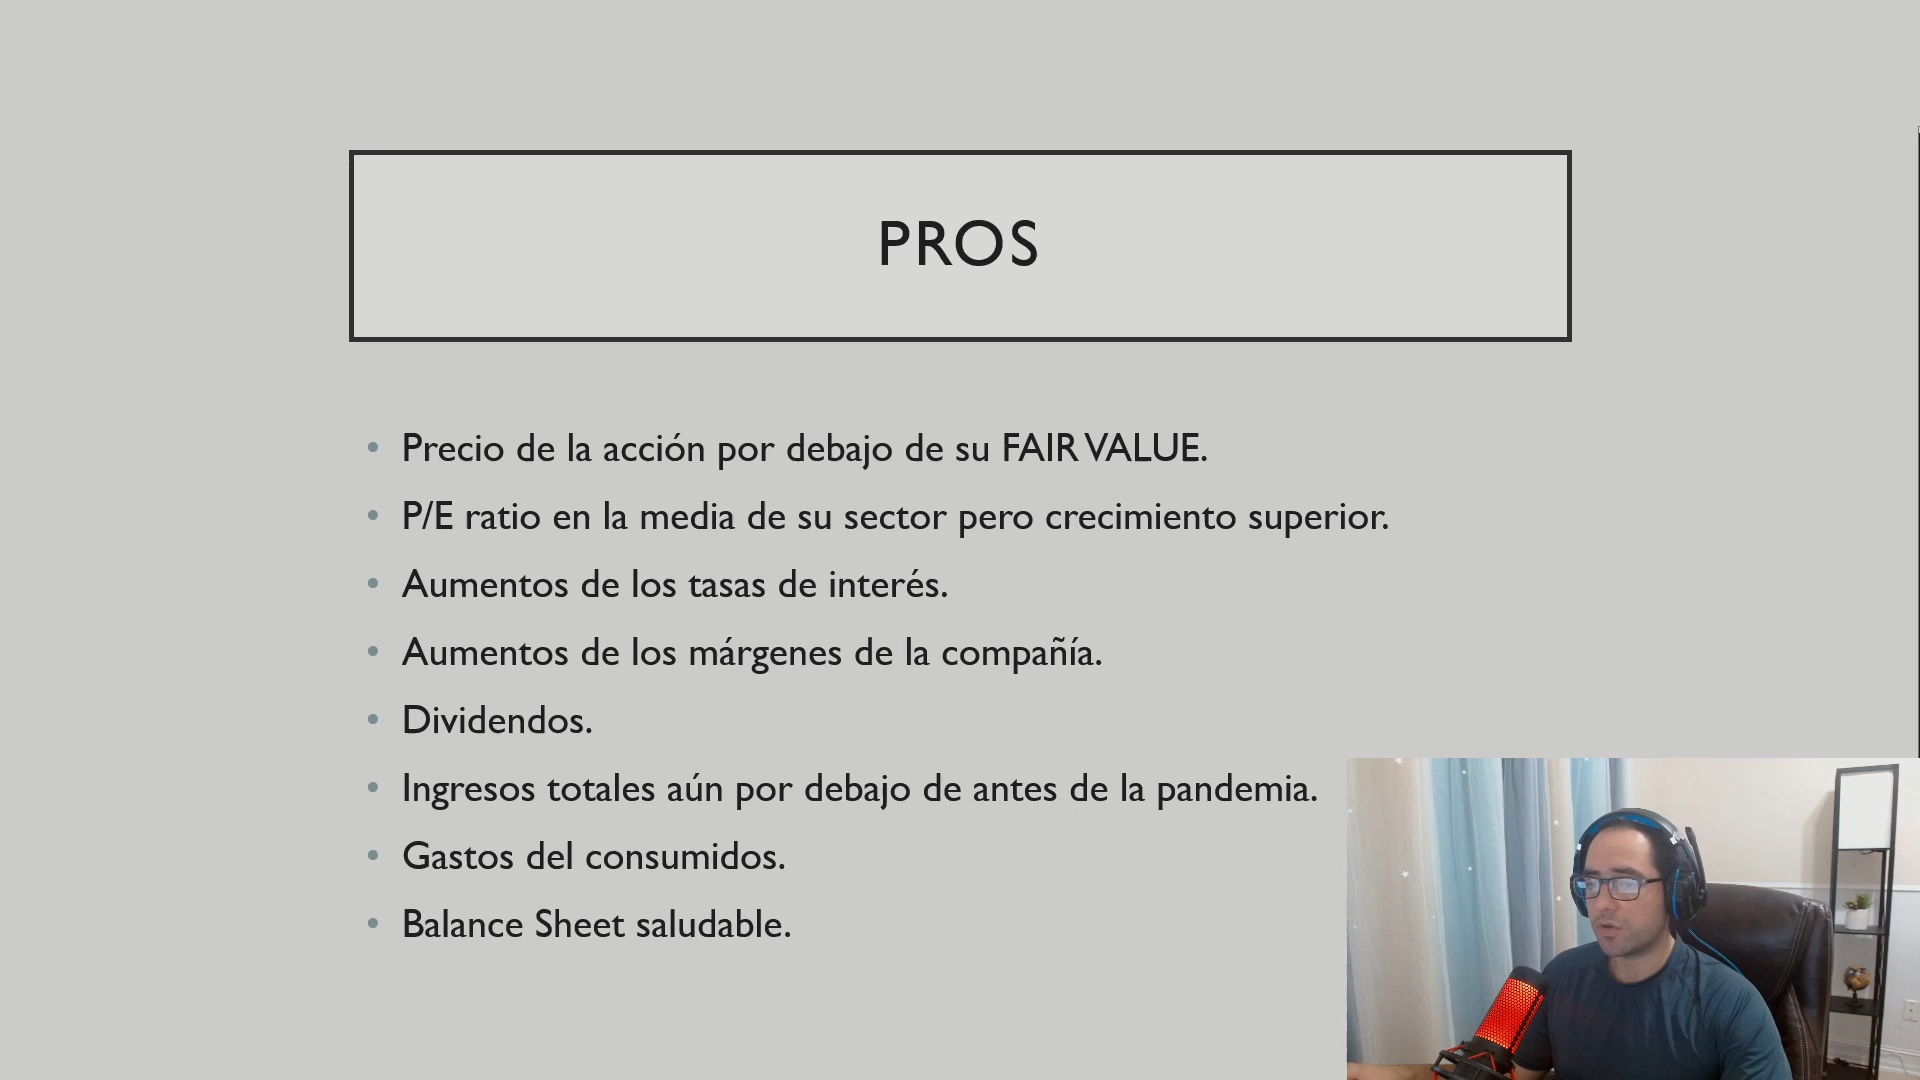 PROS
• Precio de la acción por debajo de su FAIR VALUE.
• P/E ratio en la media de su sector pero crecimiento superior.
• Aumentos de los tasas de interés.
• Aumentos de los márgenes de la compañía.
• Dividendos.
• Ingresos totales aún por debajo de antes de la pandemia.
• Gastos del consumidos.
• Balance Sheet saludable.